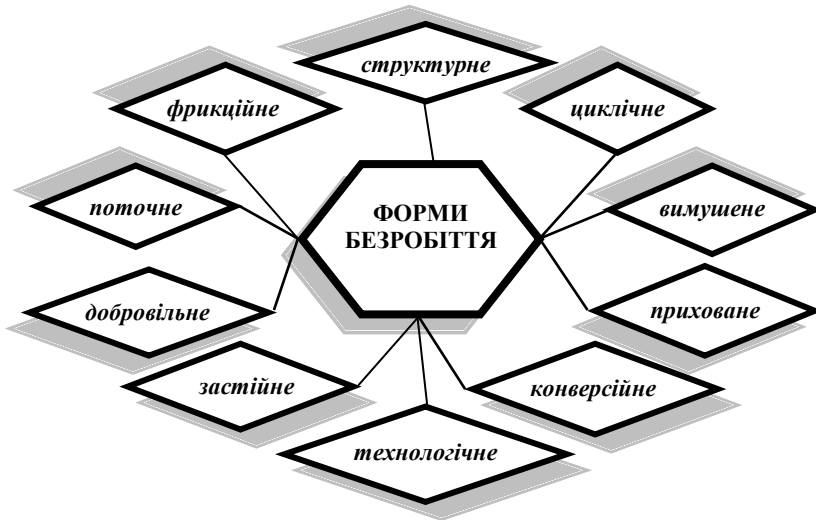 структурне
фрикційне
циклічне
поточне
ФОРМИ
БЕЗРОБІТТЯ
вимушене
добровільне
приховане
застійне
конверсійне
технологічне